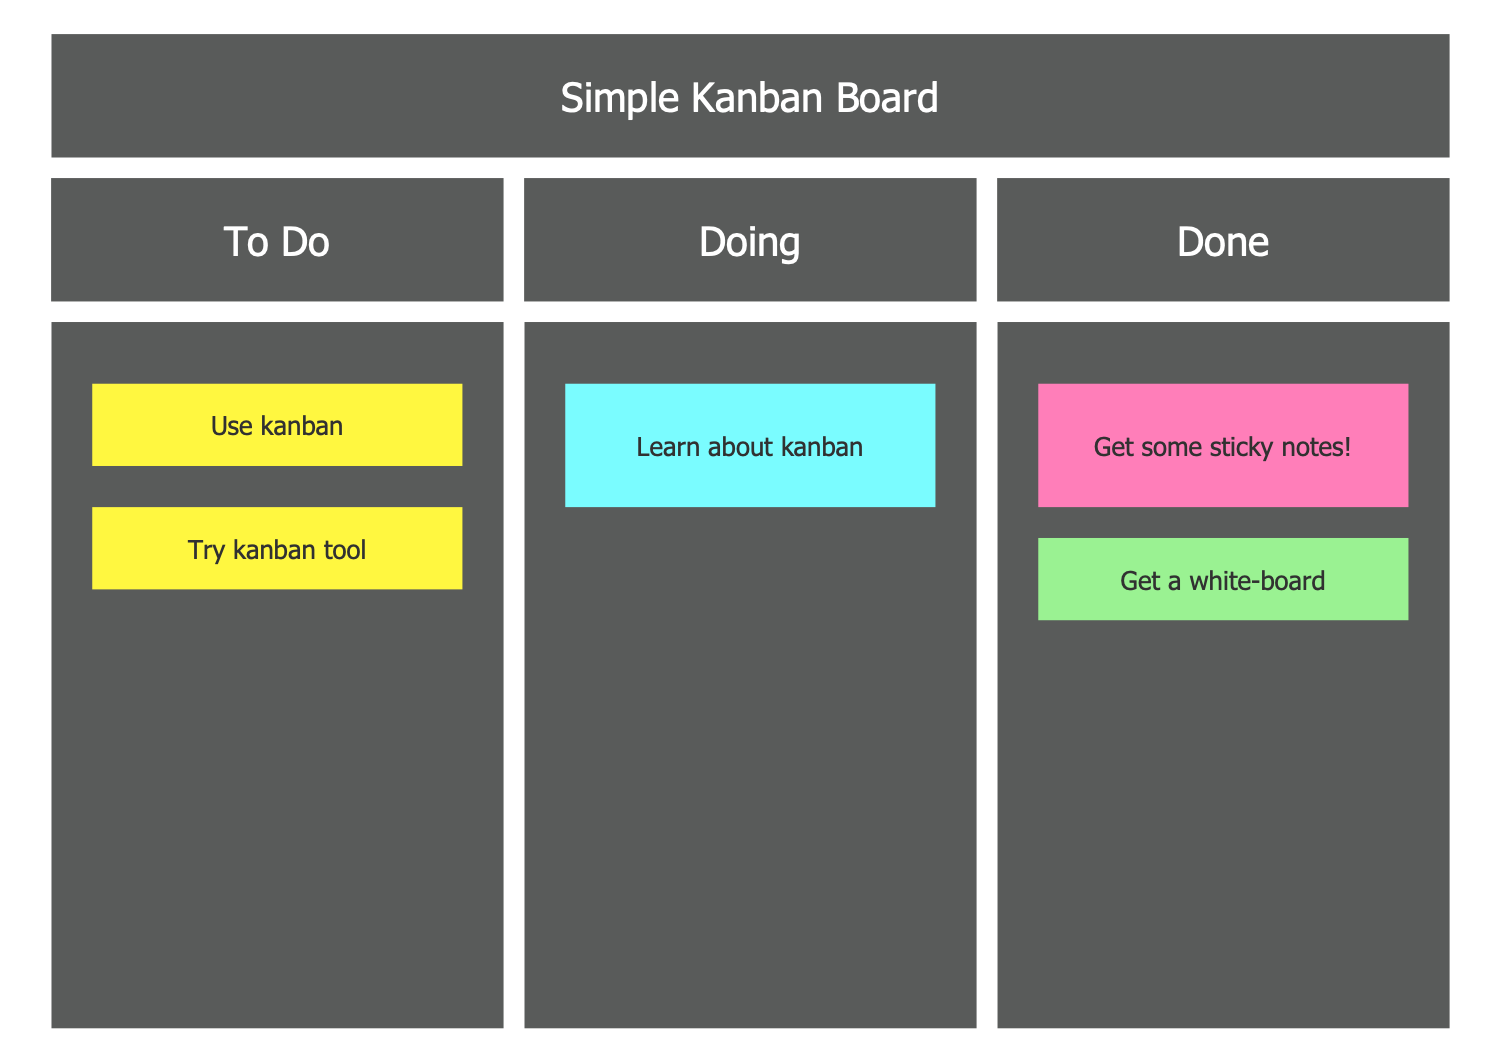 Simple Kanban Board
To Do
Doing
Done
Use kanban
Try kanban tool
Learn about kanban
Get some sticky notes!
Get a white-board